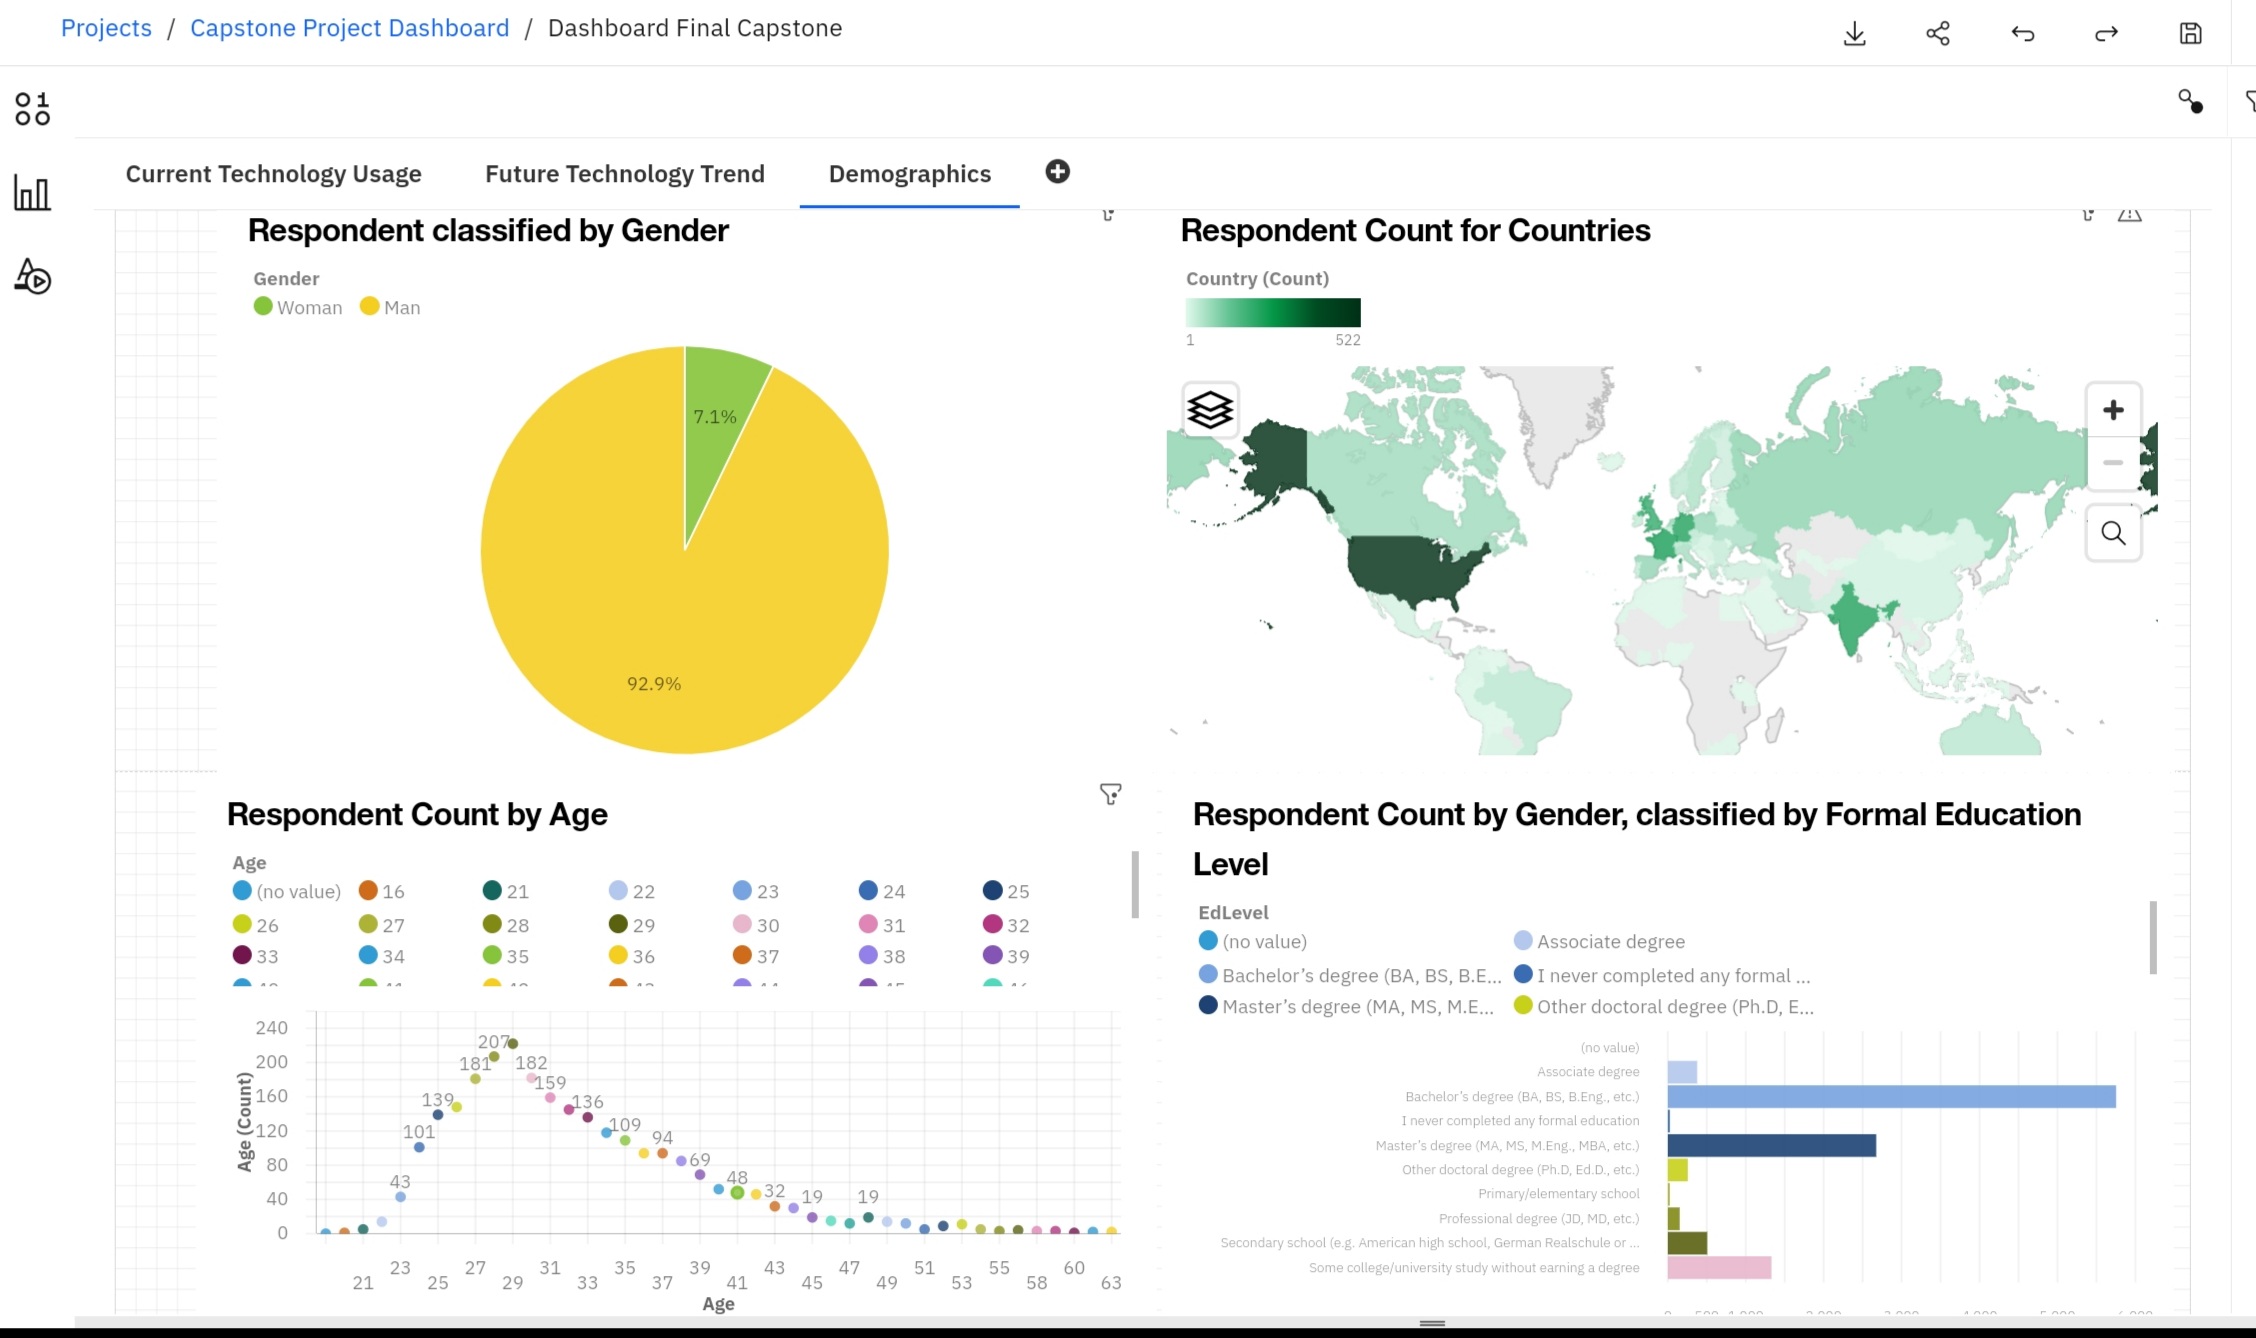 Projects / Capstone Project Dashboard / Dashboard Final Capstone
Current Technology Usage Future Technology Trend Demographics
Respondent classified by Gender
Gender
Woman Man
7.1%
92.9%
Respondent Count for Countries
Country (Count)
1 522
Respondent Count by Age
Age
(no value) 16 21 22 23 24 25
26 27 28 29 30 31 32
33 34 35 36 37 38 39
Age (Count)
240
200
160
120
80
40
0
43
101
139
181
207
182
159
136
109
94
69
48
32
19
19
23 27 31 35 39 43 47 51 55 60
21 25 29 33 37 41 45 49 53 58 63
Age
Respondent Count by Gender, classified by Formal Education
Level
EdLevel
(no value) Associate degree
Bachelor’s degree (BA, BS, B.E... I never completed any formal ...
Master’s degree (MA, MS, M.E... Other doctoral degree (Ph.D, E...
(no value)
Associate degree
Bachelor’s degree (BA, BS, B.Eng., etc.)
I never completed any formal education
Master’s degree (MA, MS, M.Eng., MBA, etc.)
Other doctoral degree (Ph.D, Ed.D., etc.)
Primary/elementary school
Professional degree (JD, MD, etc.)
Secondary school (e.g. American high school, German Realschule or ...
Some college/university study without earning a degree